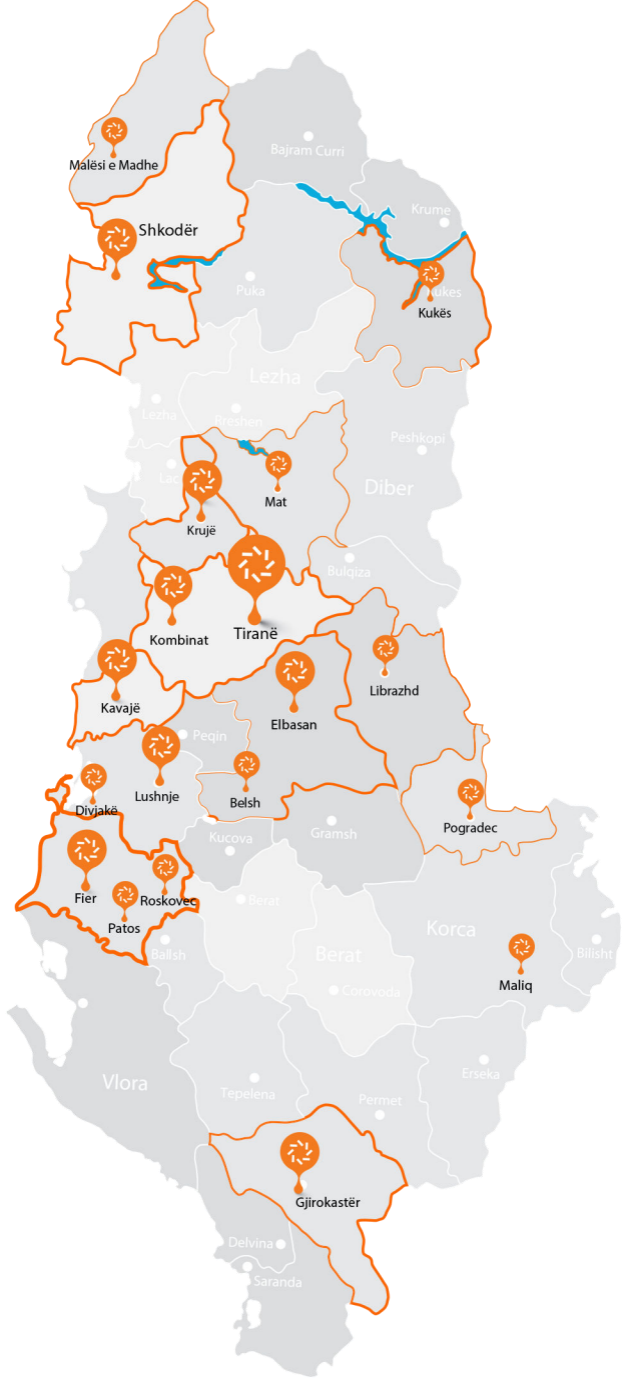 Bajram Curri
Malësi e Madhe
Krume
Shkodër
Puka
Kukes
Kukës
Lezha
Lezha
Preshen
Peshkopi
Lac
Diber
Mat
Krujë
Bulqiza
Kombinat
Tiranë
Librazhd
Kavajë
Elbasan
Peqin
Lushnje
Belsh
Divjakë
Pogradec
Kucova
Gramsh
Fier
Roskovec
Berat
Patos
Korca
Ballsh
Berat
Bilisht
Maliq
Corovoda
Vlora
Erseka
Tepelena
Permet
Gjirokastër
Delvina
Saranda